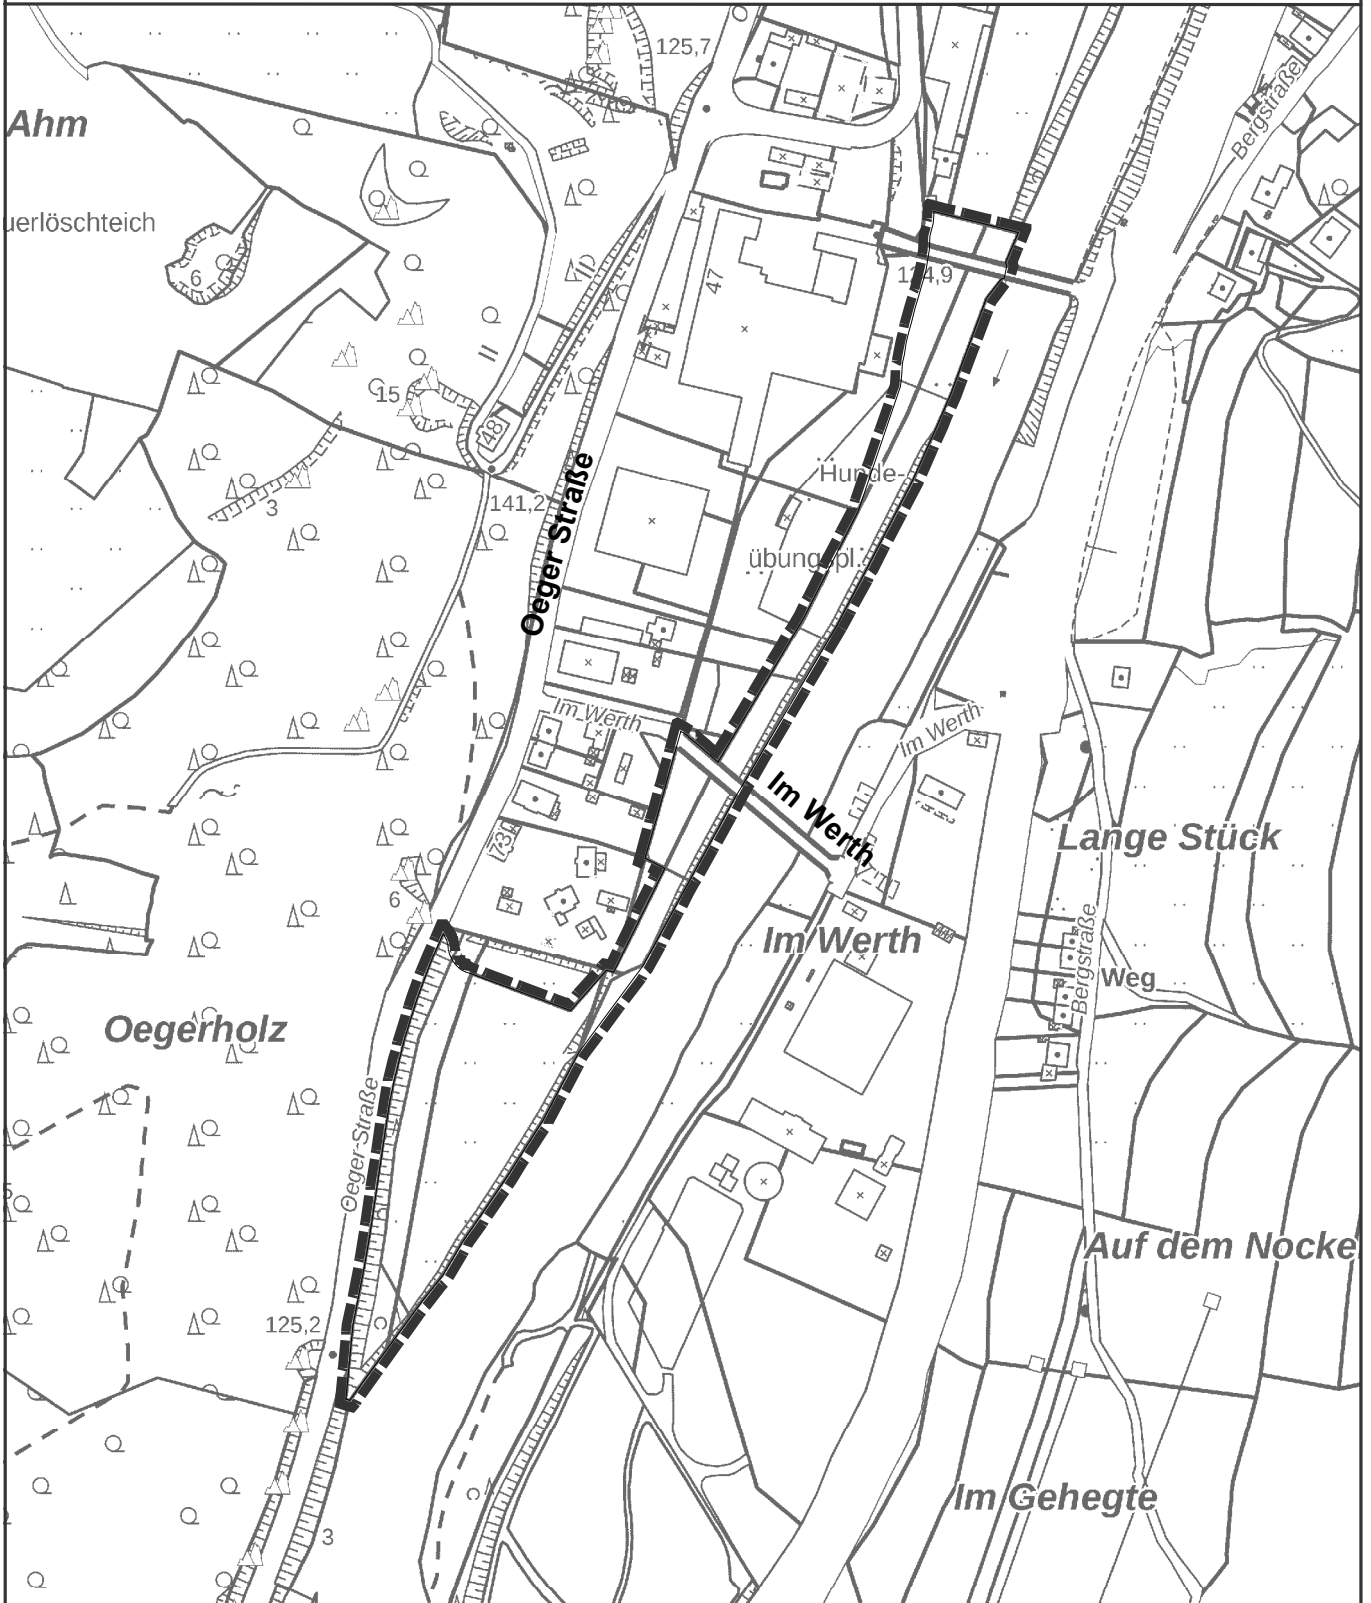 125,7
Bergstraße
Ahm
uerlöschteich
6
47
124,9
15
48
Hunde-
3
141,2
Oeger Straße
übungspl.
Im Werth
Im Werth
Im Werth
73
Lange Stück
6
Im Werth
Bergstraße
Weg
Oegerholz
Oeger-Straße
5
Auf dem Nocke
125,2
Im Gehegte
3